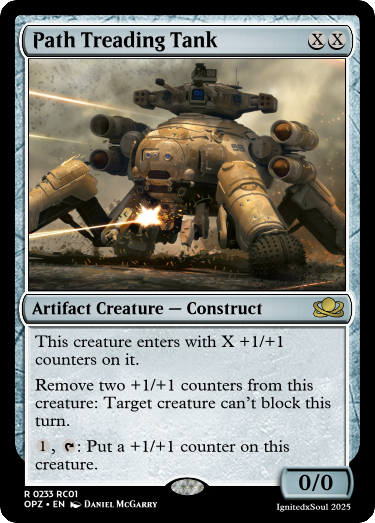 Path Treading Tank X X
Artifact Creature — Construct
This creature enters with X +1/+1
counters on it.
Remove two +1/+1 counters from this
creature: Target creature can't block this
turn.
1, : Put a +1/+1 counter on this
creature.
0/0
R 0233 RC01
OPZ • EN Daniel McGarry
IgnitedxSoul 2025